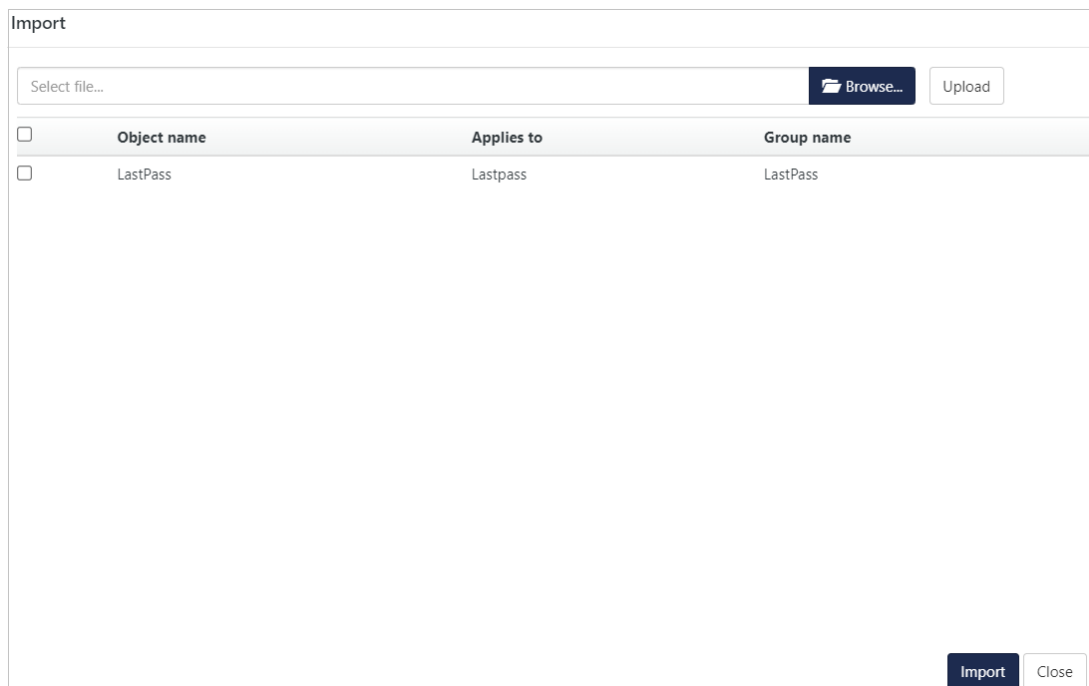 Import
Select file... Browse... Upload
Object name Applies to Group name
LastPass Lastpass LastPass
Import Close